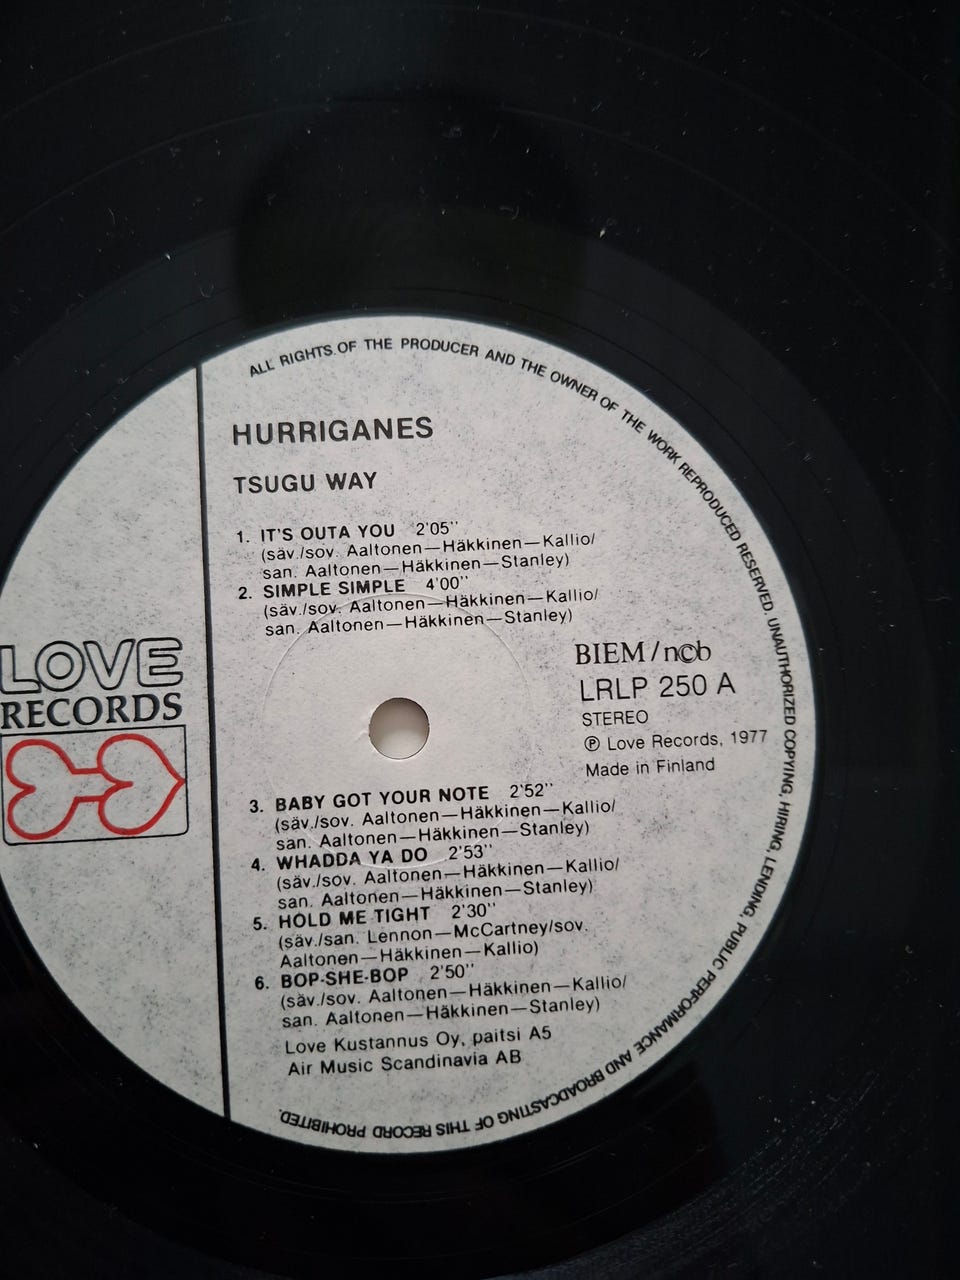 ALL RIGHTS OF THE PRODUCER AND THE OWNER OF THE WORK REPRODUCED RESERVED. UNAUTHORIZED COPYING, HIRING, LENDING, PUBLIC PERFORMANCE AND BROADCASTING OF THIS RECORD PROHIBITED.
HURRIGANES
TSUGU WAY
1. IT'S OUTA YOU 2'05''
(säv./sov. Aaltonen—Häkkinen—Kallio/
san. Aaltonen—Häkkinen—Stanley)
2. SIMPLE SIMPLE 4'00''
(säv./sov. Aaltonen—Häkkinen—Kallio/
san. Aaltonen—Häkkinen—Stanley)
LOVE
RECORDS
BIEM/n©b
LRLP 250 A
STEREO
℗ Love Records, 1977
Made in Finland
3. BABY GOT YOUR NOTE 2'52''
(säv./sov. Aaltonen—Häkkinen—Kallio/
san. Aaltonen—Häkkinen—Stanley)
4. WHADDA YA DO 2'53''
(säv./sov. Aaltonen—Häkkinen—Kallio/
san. Aaltonen—Häkkinen—Stanley)
5. HOLD ME TIGHT 2'30''
(säv./san. Lennon—McCartney/sov.
Aaltonen—Häkkinen—Kallio)
6. BOP-SHE-BOP 2'50''
(säv./sov. Aaltonen—Häkkinen—Kallio/
san. Aaltonen—Häkkinen—Stanley)
Love Kustannus Oy, paitsi A5
Air Music Scandinavia AB